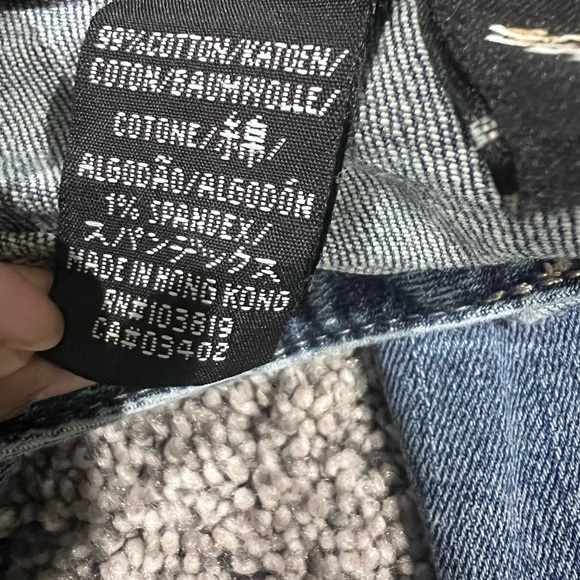 99% COTTON/KATOEN/
COTON/BAUMWOLLE/
COTONE/綿/
ALGODÃO/ALGODÓN
1% SPANDEX/
スパンデックス
MADE IN HONG KONG
RN#103819
CA#03402